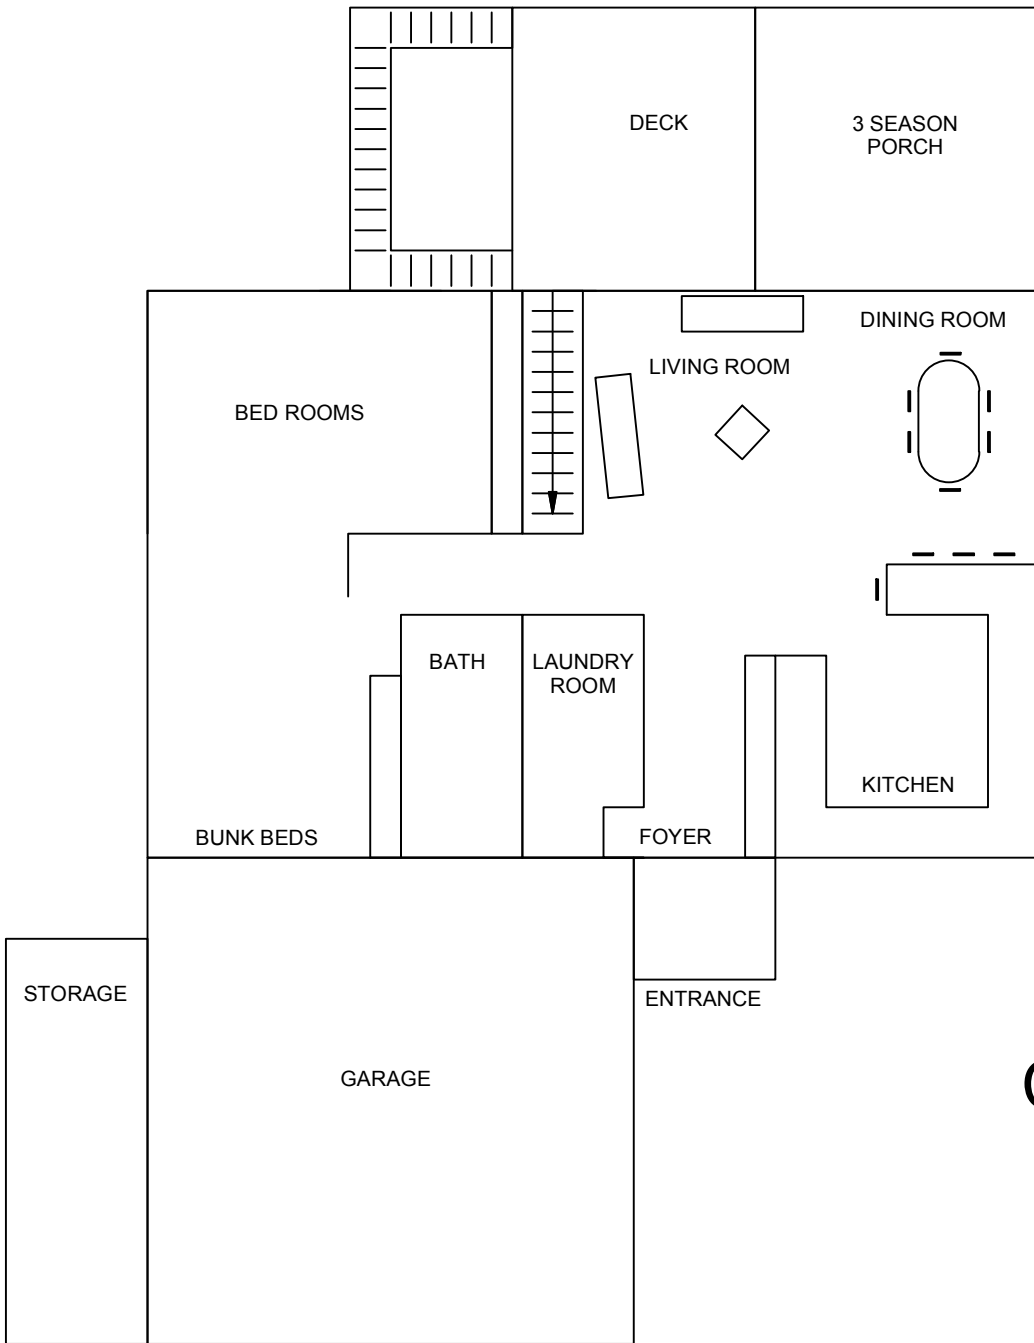 DECK
3 SEASON
PORCH
DINING ROOM
LIVING ROOM
BED ROOMS
BATH
LAUNDRY
ROOM
KITCHEN
BUNK BEDS
FOYER
STORAGE
ENTRANCE
GARAGE